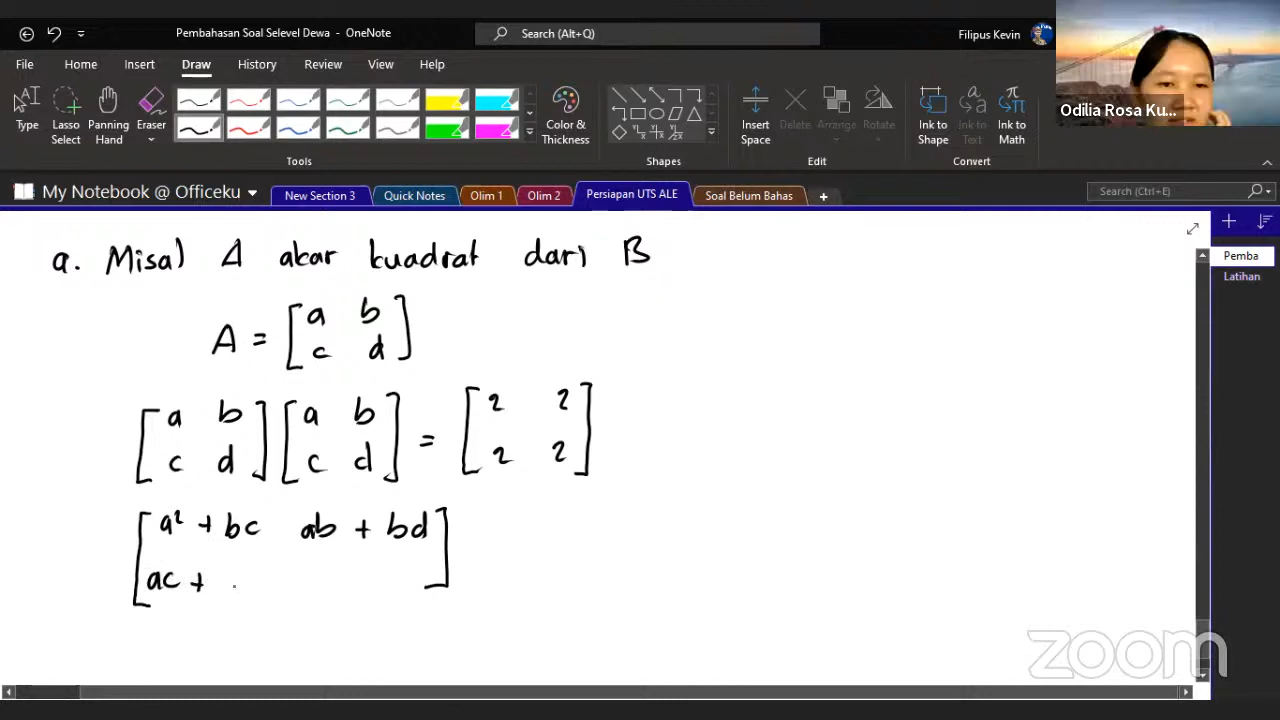 Pembahasan Soal Selevel Dewa - OneNote
Search (Alt+Q)
Filipus Kevin
File Home Insert Draw History Review View Help
Type
Lasso Select
Panning Hand
Eraser
Color & Thickness
Insert Space
Delete
Arrange
Rotate
Ink to Shape
Ink to Text
Ink to Math
Tools
Shapes
Edit
Convert
Odilia Rosa Ku...
My Notebook @ Officeku
New Section 3
Quick Notes
Olim 1
Olim 2
Persiapan UTS ALE
Soal Belum Bahas
Search (Ctrl+E)
Pemba
Latihan
a. Misal A akar kuadrat dari B
A = [a b
c d]
[a b] [a b] = [2 2]
[c d] [c d] [2 2]
[a² + bc ab + bd]
ac +
zoom